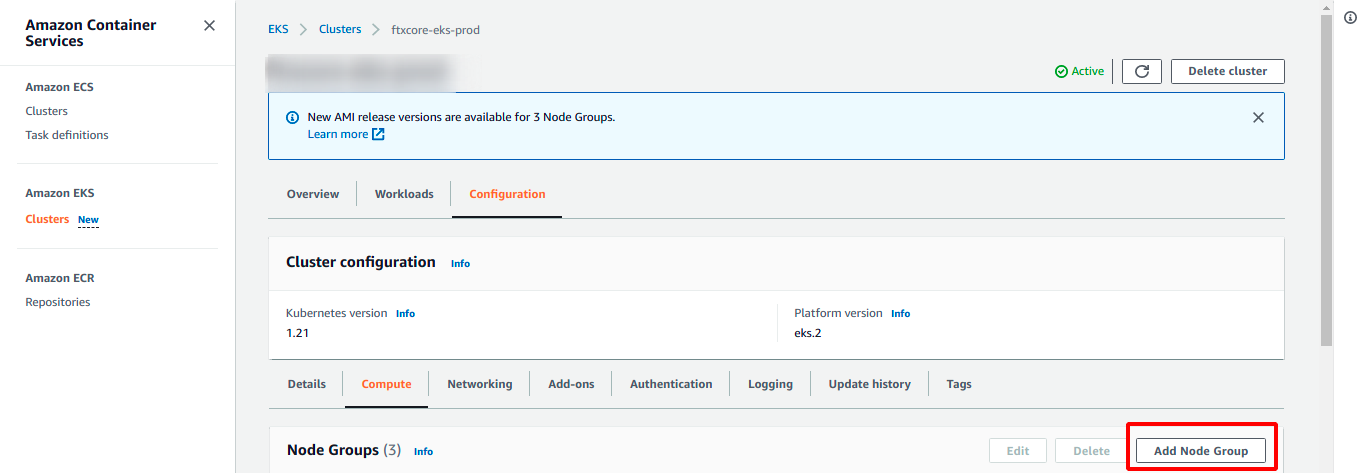 Amazon Container
Services
Amazon ECS
Clusters
Task definitions
Amazon EKS
Clusters New
Amazon ECR
Repositories
EKS Clusters ftxcore-eks-prod
Active Delete cluster
New AMI release versions are available for 3 Node Groups.
Learn more
Overview Workloads Configuration
Cluster configuration Info
Kubernetes version Info
1.21
Platform version Info
eks.2
Details Compute Networking Add-ons Authentication Logging Update history Tags
Node Groups (3) Info Edit Delete Add Node Group